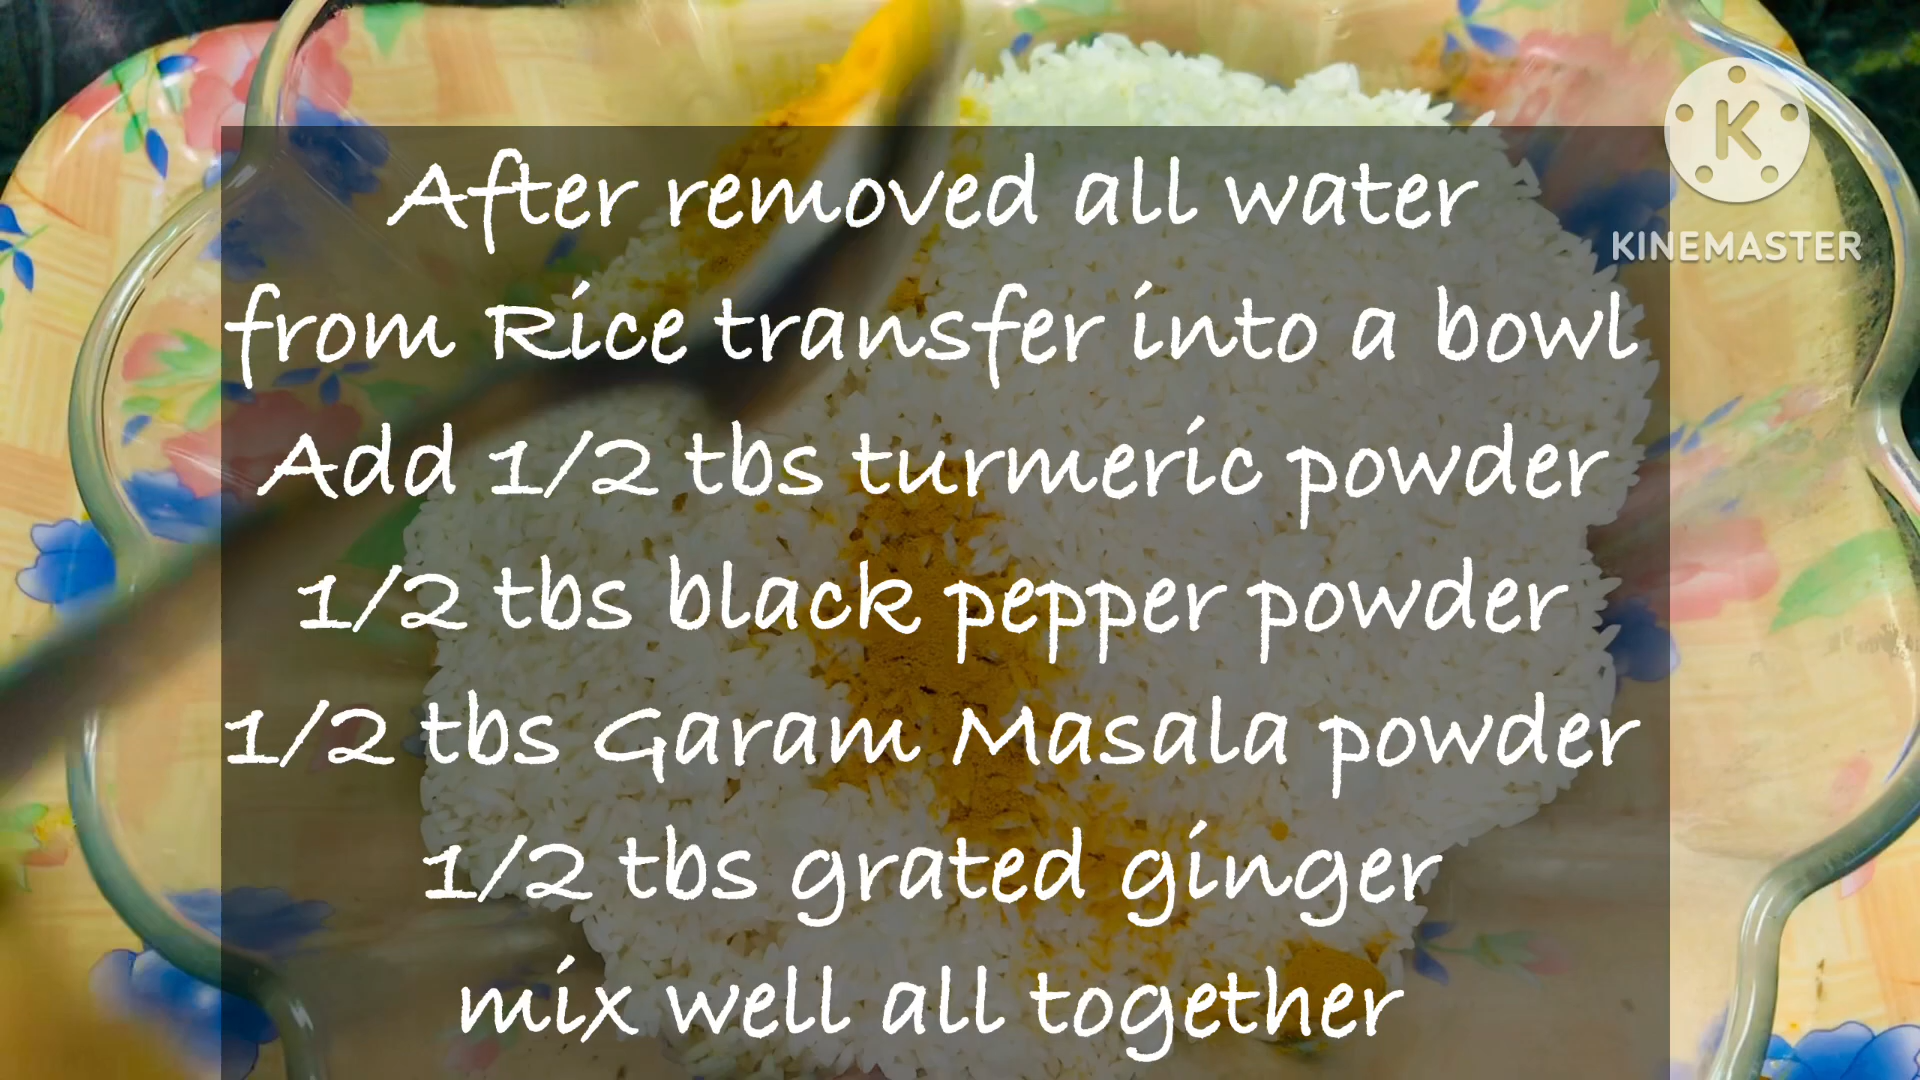 After removed all water
from Rice transfer into a bowl
Add 1/2 tbs turmeric powder
1/2 tbs black pepper powder
1/2 tbs Garam Masala powder
1/2 tbs grated ginger
mix well all together
K
KINEMASTER